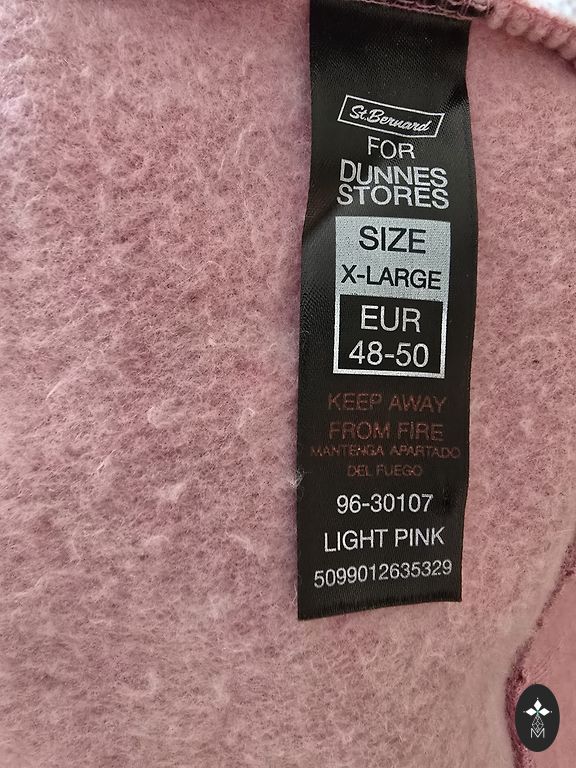 St.Bernard
FOR
DUNNES
STORES
SIZE
X-LARGE
EUR
48-50
KEEP AWAY
FROM FIRE
MANTENGA APARTADO
DEL FUEGO
96-30107
LIGHT PINK
5099012635329
M